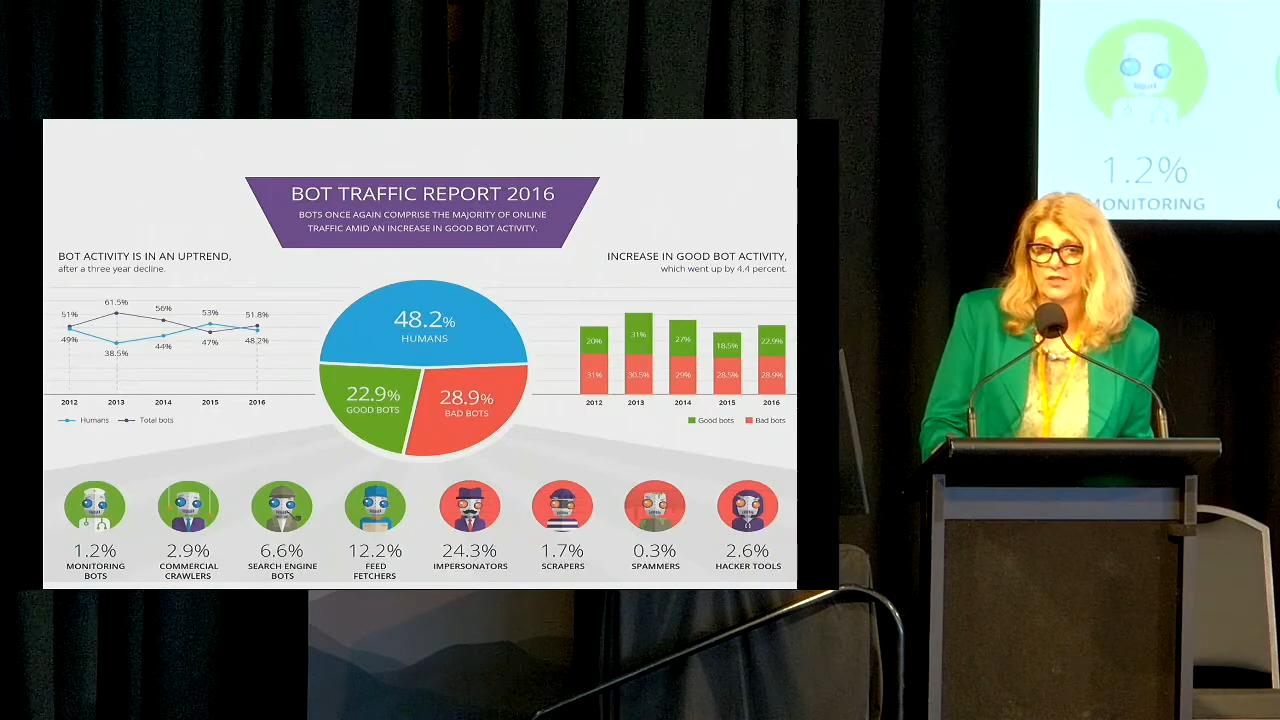 BOT TRAFFIC REPORT 2016
BOTS ONCE AGAIN COMPRISE THE MAJORITY OF ONLINE
TRAFFIC AMID AN INCREASE IN GOOD BOT ACTIVITY.
BOT ACTIVITY IS IN AN UPTREND,
after a three year decline.
51%
61.5%
56%
53%
51.8%
49%
38.5%
44%
47%
48.2%
2012
2013
2014
2015
2016
Humans
Total bots
48.2%
HUMANS
22.9%
GOOD BOTS
28.9%
BAD BOTS
INCREASE IN GOOD BOT ACTIVITY,
which went up by 4.4 percent.
20%
31%
27%
18.5%
22.9%
31%
30.5%
29%
28.5%
28.9%
2012
2013
2014
2015
2016
Good bots
Bad bots
1.2%
MONITORING
BOTS
2.9%
COMMERCIAL
CRAWLERS
6.6%
SEARCH ENGINE
BOTS
12.2%
FEED
FETCHERS
24.3%
IMPERSONATORS
1.7%
SCRAPERS
0.3%
SPAMMERS
2.6%
HACKER TOOLS
1.2%
MONITORING